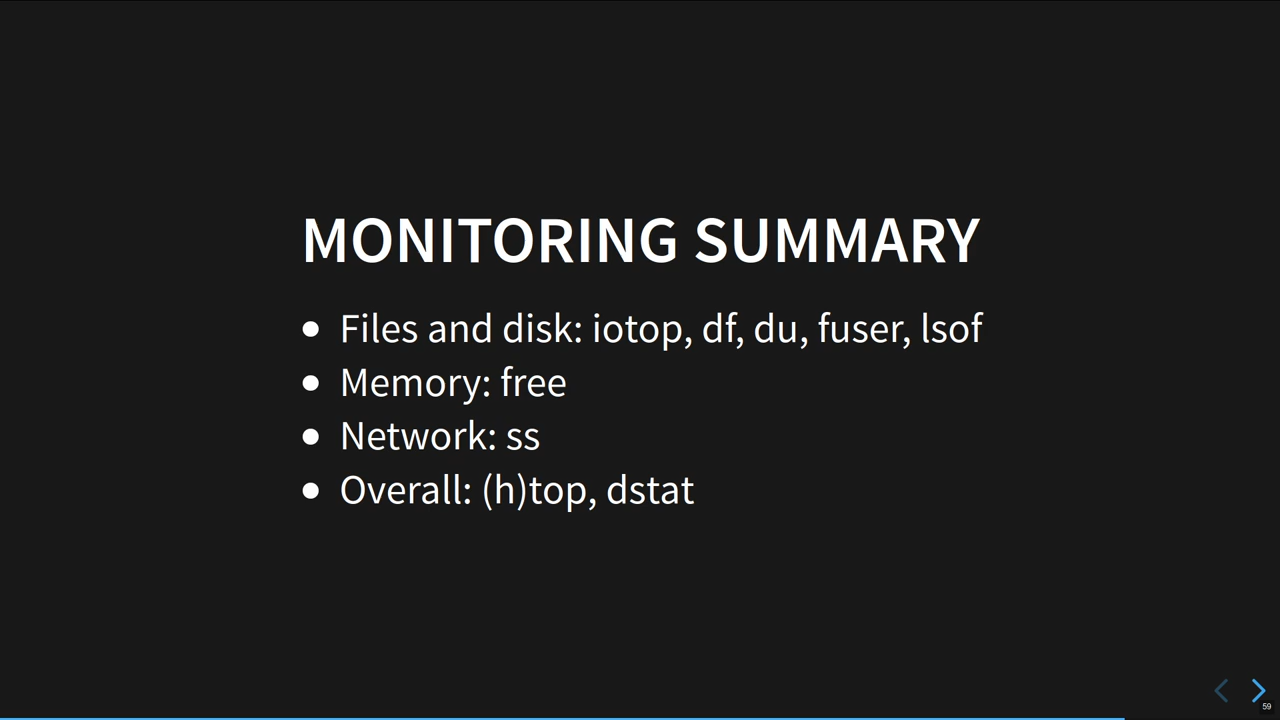 MONITORING SUMMARY
• Files and disk: iotop, df, du, fuser, lsof
• Memory: free
• Network: ss
• Overall: (h)top, dstat
59